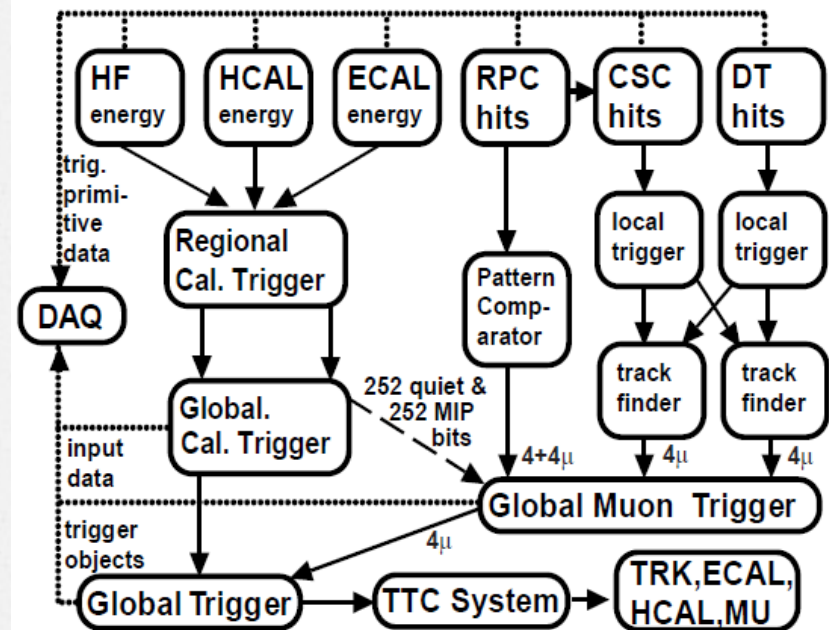 HF
energy
HCAL
energy
ECAL
energy
RPC
hits
CSC
hits
DT
hits
trig.
primi-
tive
data
Regional
Cal. Trigger
local
trigger
local
trigger
Pattern
Comp-
arator
DAQ
track
finder
track
finder
252 quiet &
252 MIP
bits
Global.
Cal. Trigger
input
data
4+4μ
4μ
4μ
Global Muon Trigger
trigger
objects
4μ
Global Trigger
TTC System
TRK,ECAL,
HCAL,MU